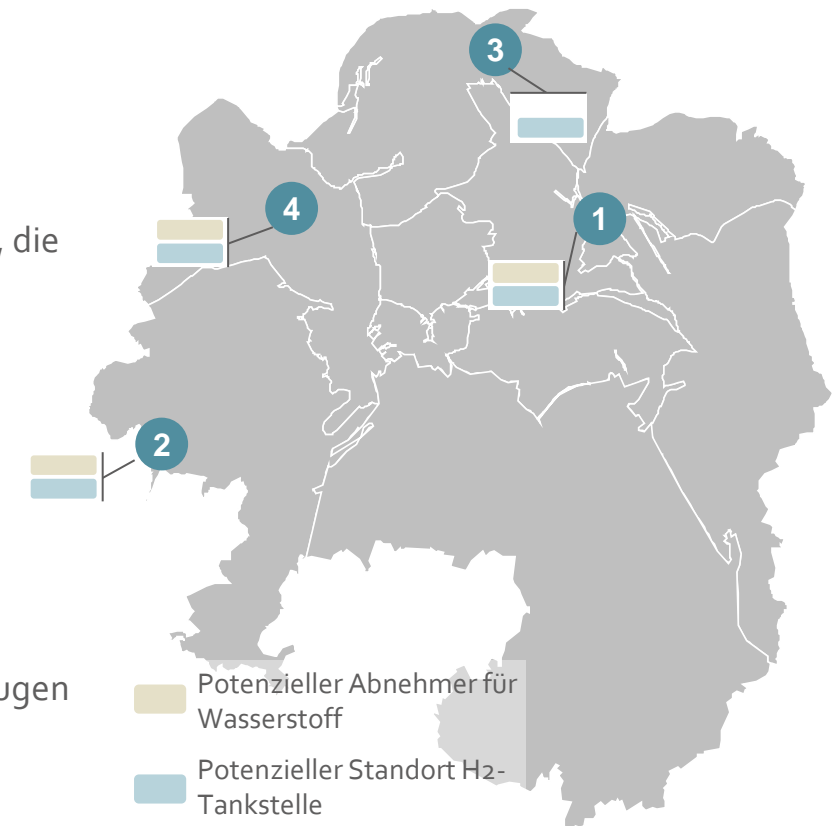 3
4
1
, die
2
ugen
Potenzieller Abnehmer für
Wasserstoff
Potenzieller Standort H2-
Tankstelle